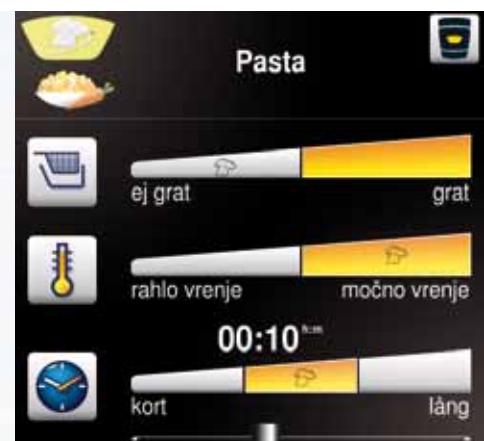 Pasta
ej grat
grat
rahlo vrenje
močno vrenje
00:10 h:m
kort
lång